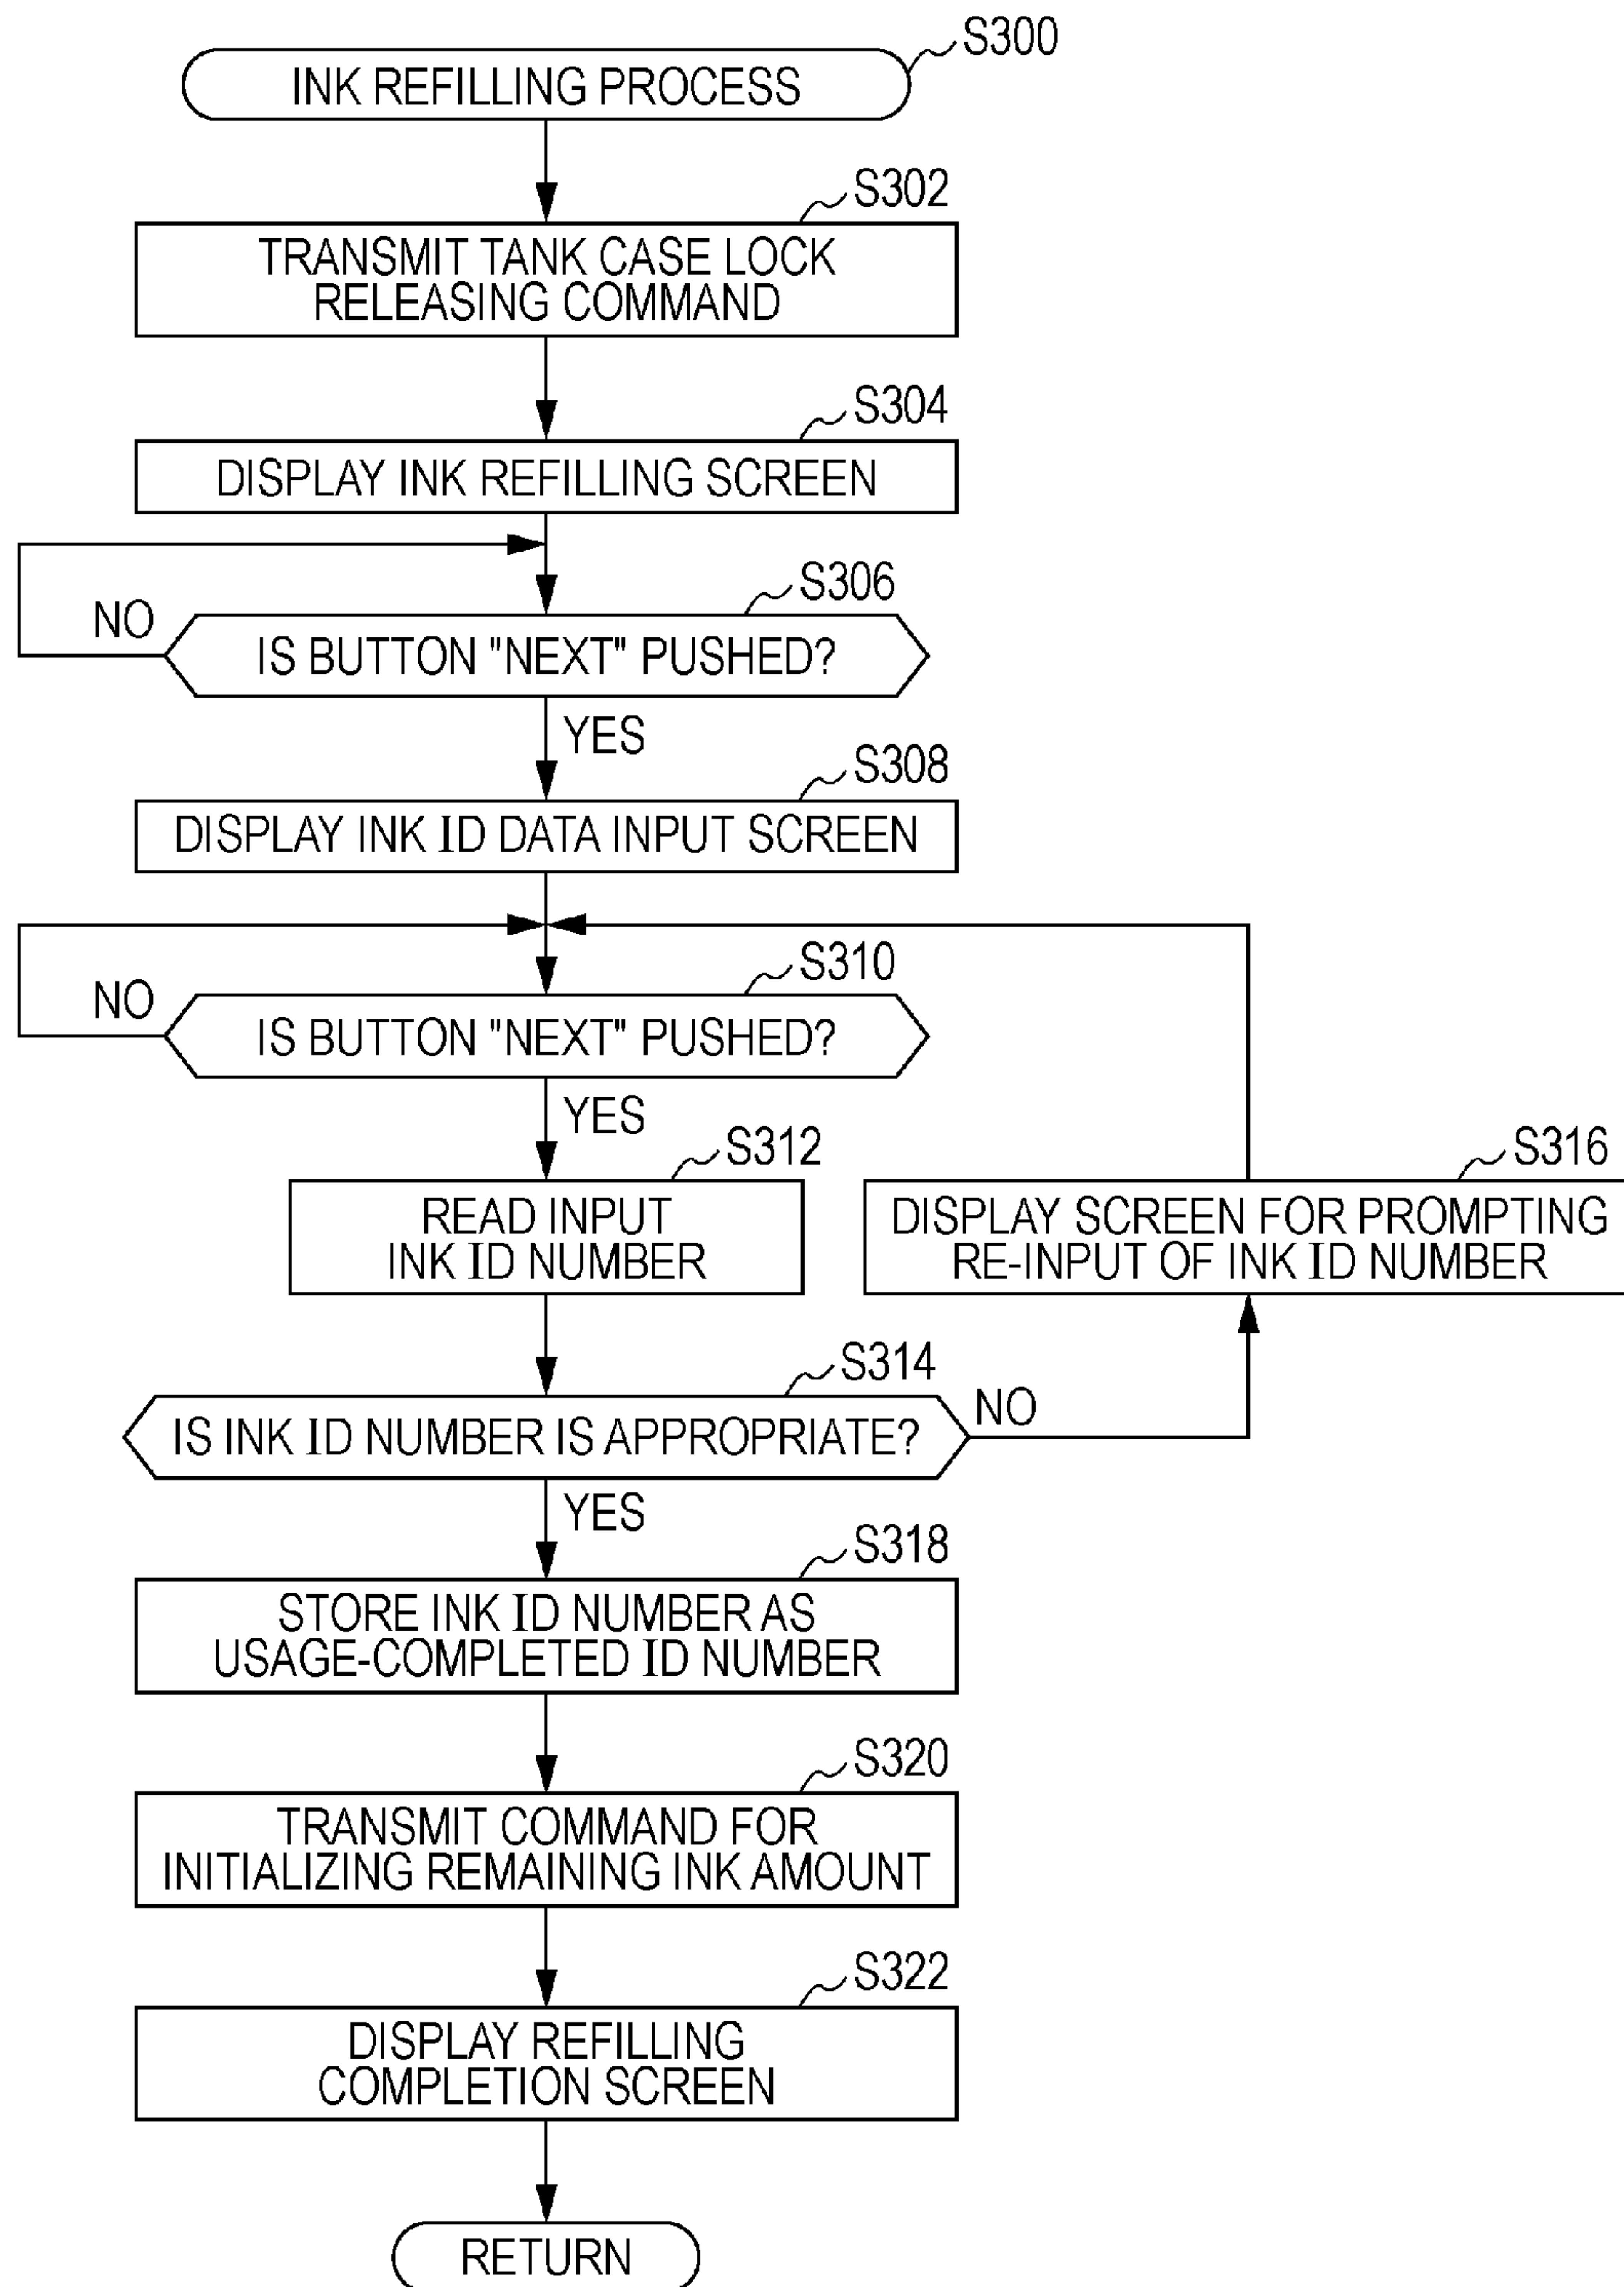 S300
INK REFILLING PROCESS
S302
TRANSMIT TANK CASE LOCK
RELEASING COMMAND
S304
DISPLAY INK REFILLING SCREEN
S306
NO
IS BUTTON "NEXT" PUSHED?
YES
S308
DISPLAY INK ID DATA INPUT SCREEN
S310
NO
IS BUTTON "NEXT" PUSHED?
YES
S312
READ INPUT
INK ID NUMBER
S316
DISPLAY SCREEN FOR PROMPTING
RE-INPUT OF INK ID NUMBER
S314
IS INK ID NUMBER IS APPROPRIATE?
NO
YES
S318
STORE INK ID NUMBER AS
USAGE-COMPLETED ID NUMBER
S320
TRANSMIT COMMAND FOR
INITIALIZING REMAINING INK AMOUNT
S322
DISPLAY REFILLING
COMPLETION SCREEN
RETURN